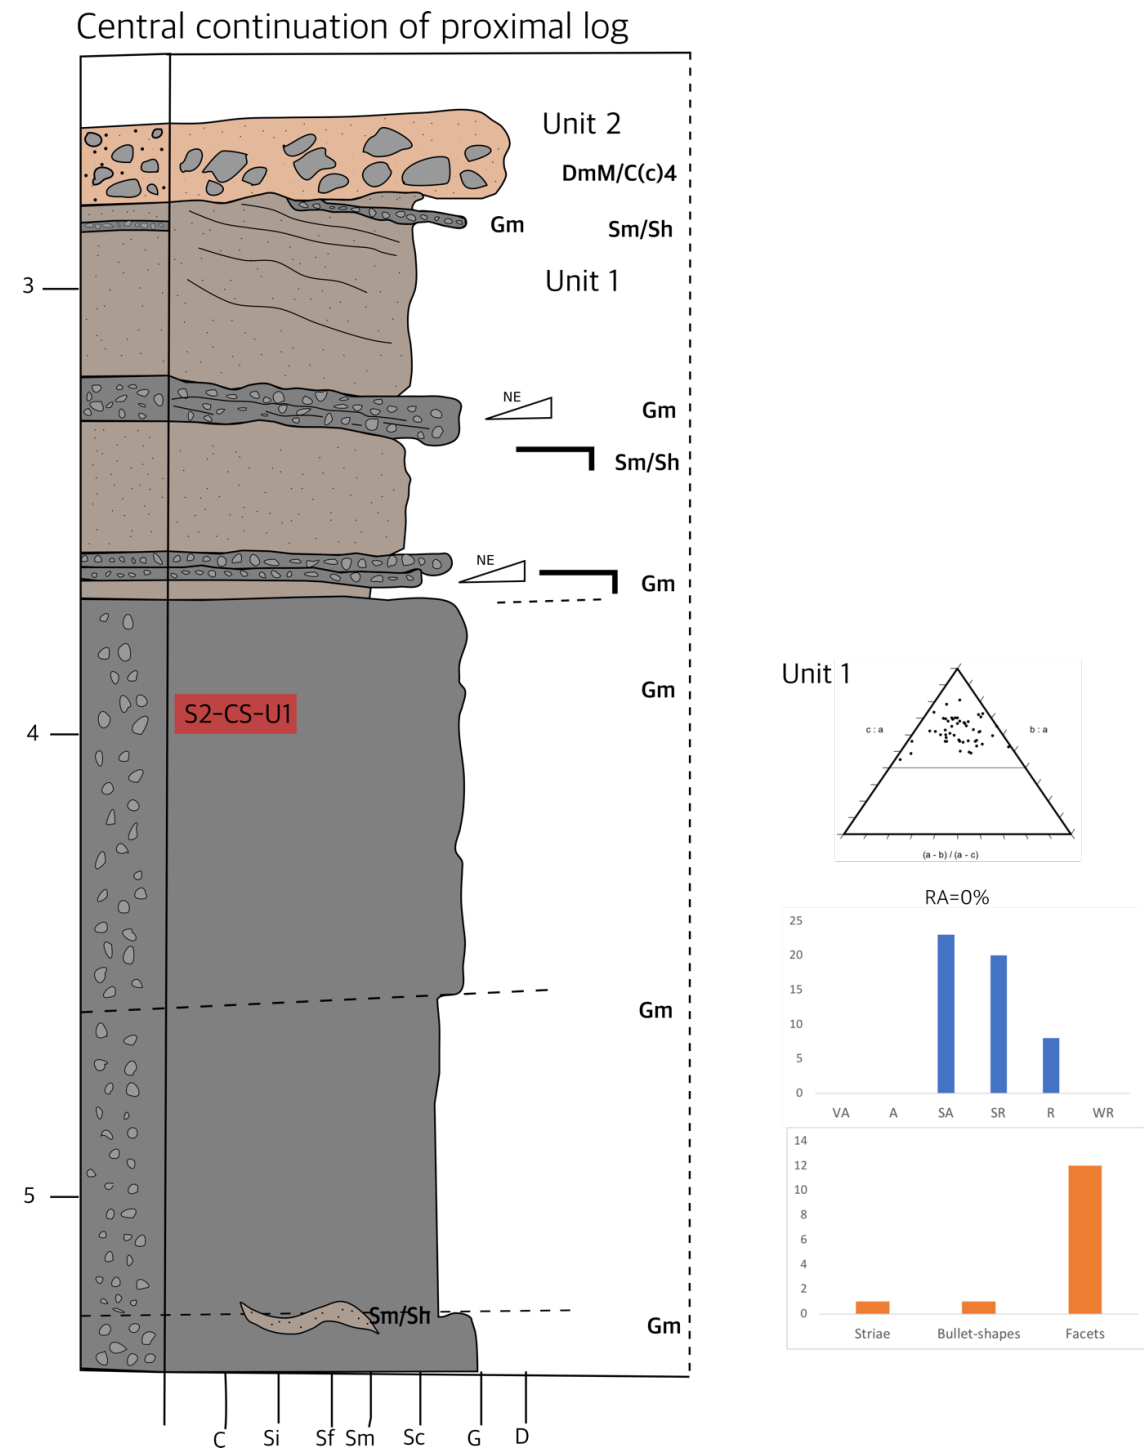 Central continuation of proximal log
Unit 2
DmM/C(c)4
Gm
Sm/Sh
3
Unit 1
NE
Gm
Sm/Sh
NE
Gm
Gm
S2-CS-U1
4
Gm
5
Sm/Sh
Gm
C Si Sf Sm Sc G D
Unit 1
c : a
b : a
(a - b) / (a - c)
RA=0%
25
20
15
10
5
0
VA A SA SR R WR
14
12
10
8
6
4
2
0
Striae Bullet-shapes Facets